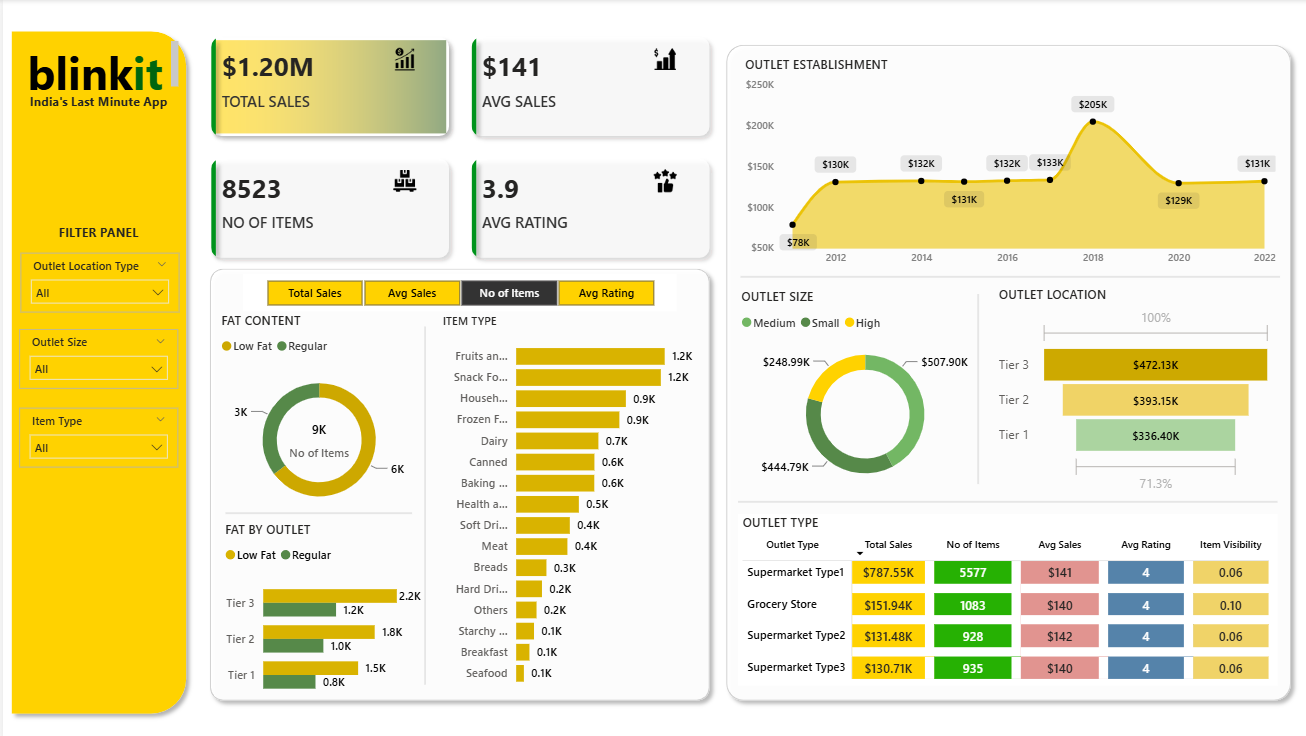 blinkit
India's Last Minute App
FILTER PANEL
Outlet Location Type
All
Outlet Size
All
Item Type
All
$1.20M
TOTAL SALES
$141
AVG SALES
8523
NO OF ITEMS
3.9
AVG RATING
Total Sales Avg Sales No of Items Avg Rating
FAT CONTENT
Low Fat Regular
3K
9K
No of Items
6K
FAT BY OUTLET
Low Fat Regular
Tier 3 2.2K
1.2K
Tier 2 1.8K
1.0K
Tier 1 1.5K
0.8K
ITEM TYPE
Fruits an... 1.2K
Snack Fo... 1.2K
Househ... 0.9K
Frozen F... 0.9K
Dairy 0.7K
Canned 0.6K
Baking ... 0.6K
Health a... 0.5K
Soft Dri... 0.4K
Meat 0.4K
Breads 0.3K
Hard Dri... 0.2K
Others 0.2K
Starchy ... 0.1K
Breakfast 0.1K
Seafood 0.1K
OUTLET ESTABLISHMENT
$250K
$200K
$150K
$100K
$50K
$78K $130K $132K $131K $132K $133K $205K $129K $131K
2012 2014 2016 2018 2020 2022
OUTLET SIZE
Medium Small High
$248.99K $507.90K
$444.79K
OUTLET LOCATION
100%
Tier 3 $472.13K
Tier 2 $393.15K
Tier 1 $336.40K
71.3%
OUTLET TYPE
Outlet Type Total Sales No of Items Avg Sales Avg Rating Item Visibility
Supermarket Type1 $787.55K 5577 $141 4 0.06
Grocery Store $151.94K 1083 $140 4 0.10
Supermarket Type2 $131.48K 928 $142 4 0.06
Supermarket Type3 $130.71K 935 $140 4 0.06